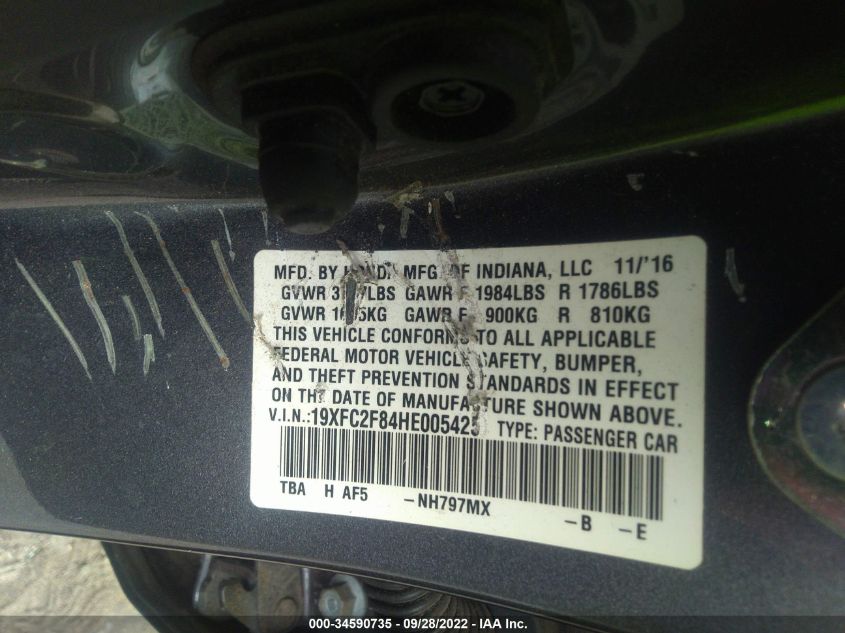 MFD. BY HONDA MFG. OF INDIANA, LLC 11/'16
GVWR LBS GAWR F 1984LBS R 1786LBS
GVWR KG GAWR F 900KG R 810KG
THIS VEHICLE CONFORMS TO ALL APPLICABLE
FEDERAL MOTOR VEHICLE SAFETY, BUMPER,
AND THEFT PREVENTION STANDARDS IN EFFECT
ON THE DATE OF MANUFACTURE SHOWN ABOVE.
V.I.N.:19XFC2F84HE005425 TYPE: PASSENGER CAR
TBA H AF5 -NH797MX -B -E
000-34590735 - 09/28/2022 - IAA Inc.